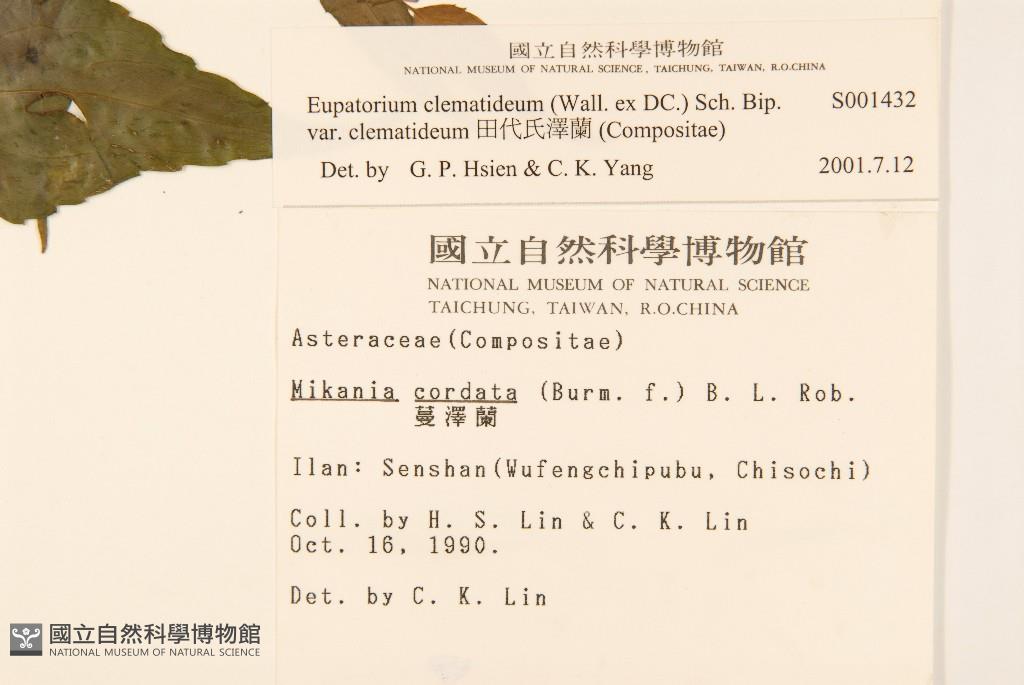 國立自然科學博物館
NATIONAL MUSEUM OF NATURAL SCIENCE, TAICHUNG, TAIWAN, R.O.CHINA
Eupatorium clematideum (Wall. ex DC.) Sch. Bip. S001432
var. clematideum 田代氏澤蘭 (Compositae)
Det. by G. P. Hsien & C. K. Yang 2001.7.12
國立自然科學博物館
NATIONAL MUSEUM OF NATURAL SCIENCE
TAICHUNG, TAIWAN, R.O.CHINA
Asteraceae(Compositae)
Mikania cordata (Burm. f.) B. L. Rob.
蔓澤蘭
Ilan: Senshan(Wufengchipubu, Chisochi)
Coll. by H. S. Lin & C. K. Lin
Oct. 16, 1990.
Det. by C. K. Lin
國立自然科學博物館
NATIONAL MUSEUM OF NATURAL SCIENCE